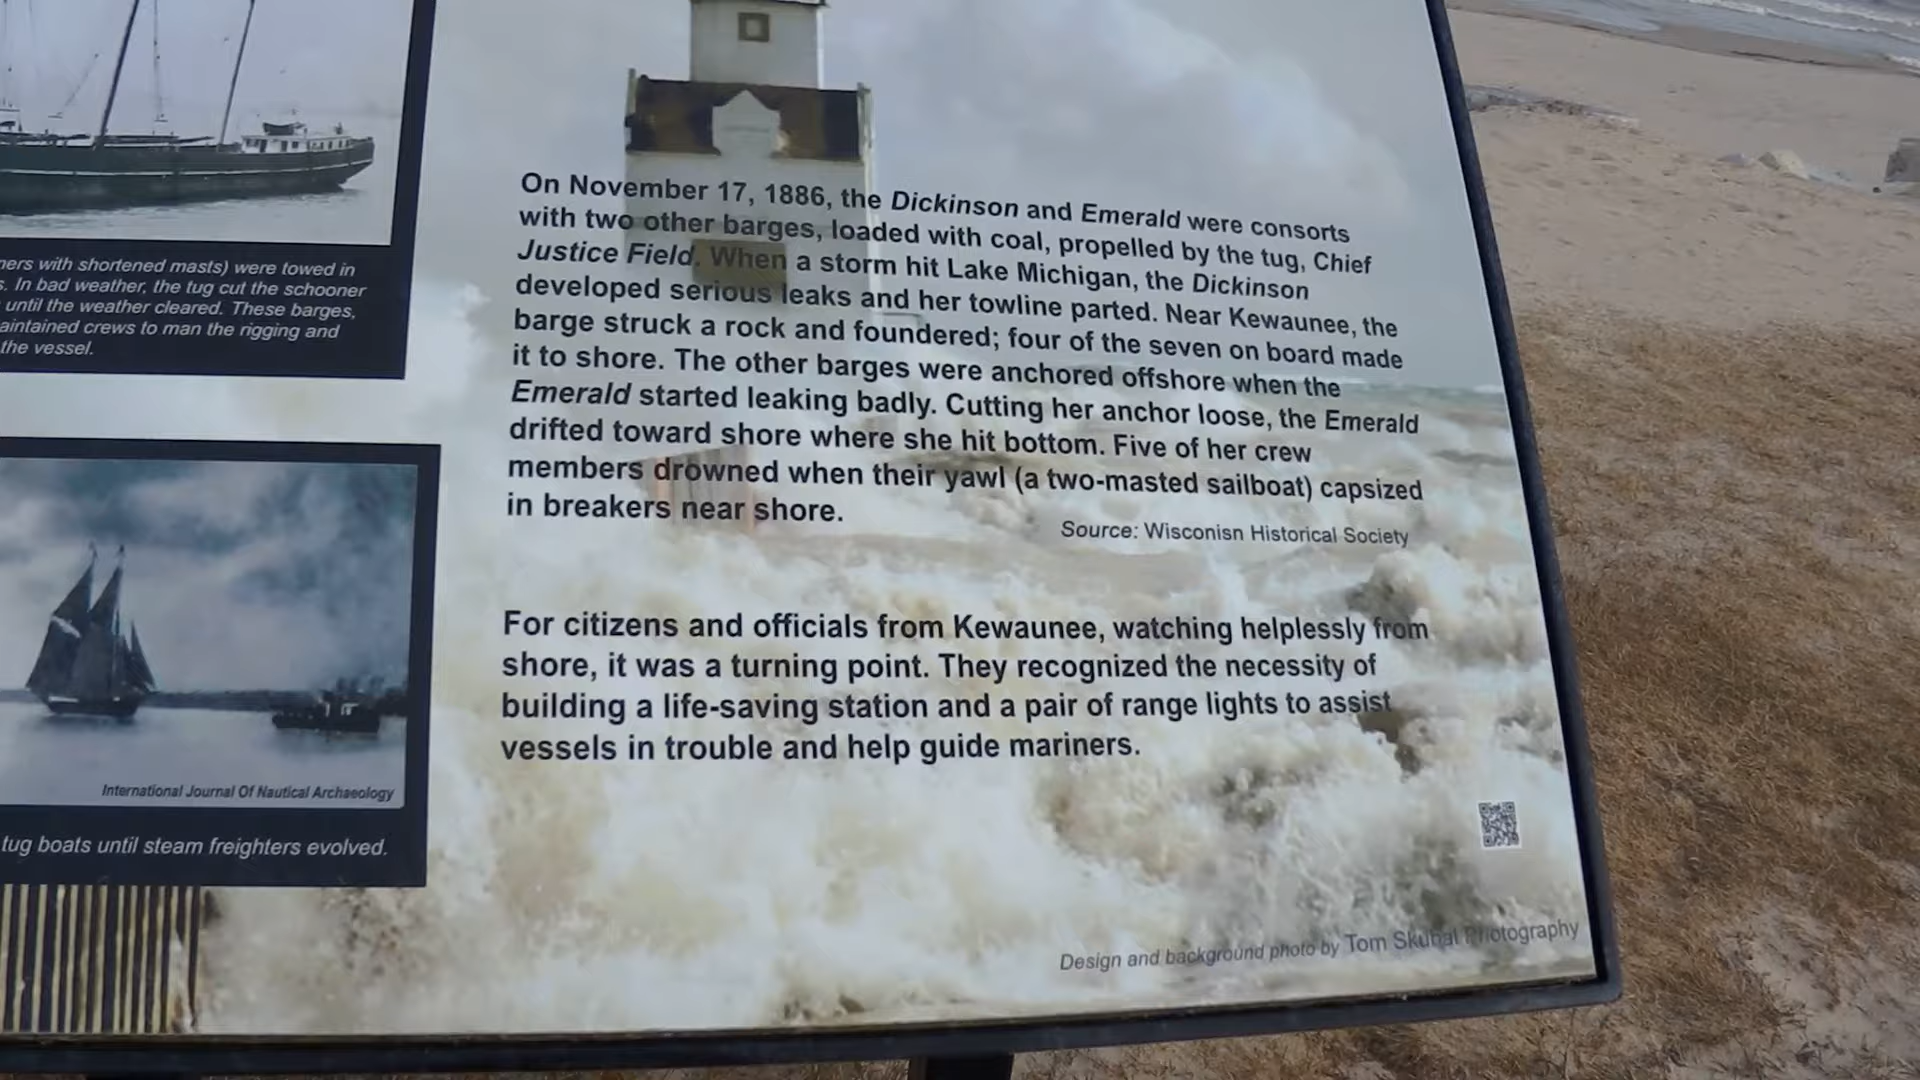 ners with shortened masts) were towed in
s. In bad weather, the tug cut the schooner
until the weather cleared. These barges,
aintained crews to man the rigging and
the vessel.
International Journal Of Nautical Archaeology
tug boats until steam freighters evolved.
On November 17, 1886, the Dickinson and Emerald were consorts
with two other barges, loaded with coal, propelled by the tug, Chief
Justice Field. When a storm hit Lake Michigan, the Dickinson
developed serious leaks and her towline parted. Near Kewaunee, the
barge struck a rock and foundered; four of the seven on board made
it to shore. The other barges were anchored offshore when the
Emerald started leaking badly. Cutting her anchor loose, the Emerald
drifted toward shore where she hit bottom. Five of her crew
members drowned when their yawl (a two-masted sailboat) capsized
in breakers near shore.
Source: Wisconisn Historical Society
For citizens and officials from Kewaunee, watching helplessly from
shore, it was a turning point. They recognized the necessity of
building a life-saving station and a pair of range lights to assist
vessels in trouble and help guide mariners.
Design and background photo by Tom Skubal Photography